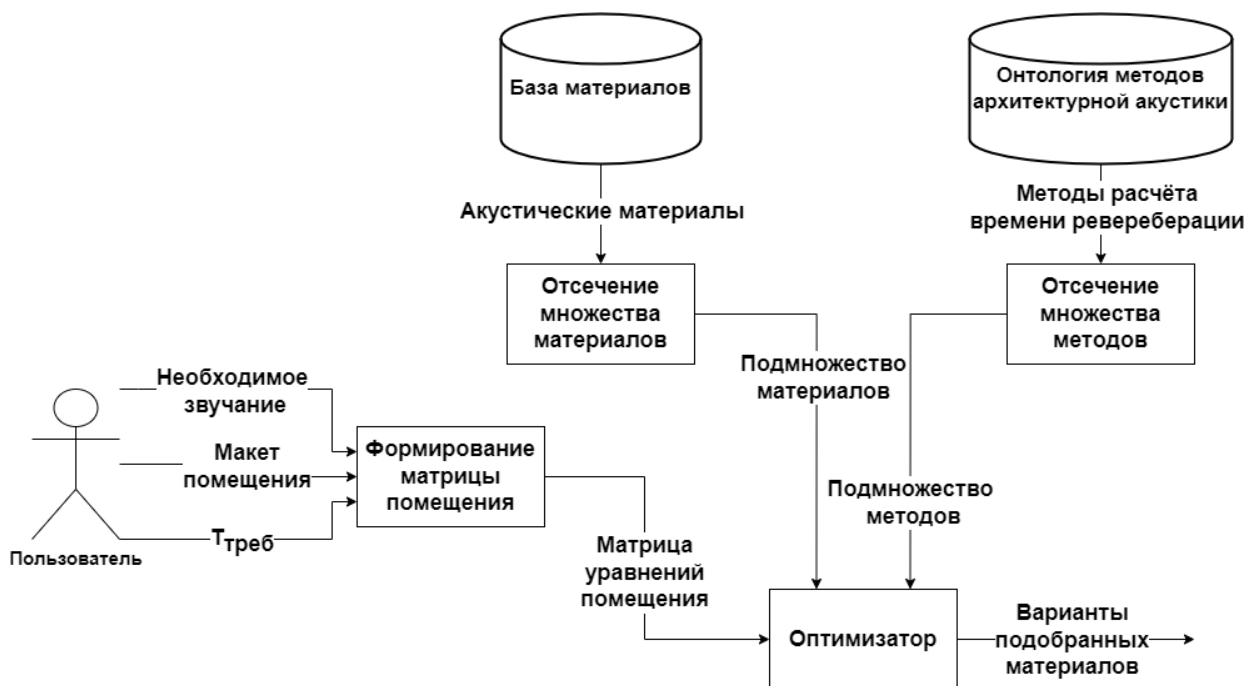 База материалов
Онтология методов
архитектурной акустики
Акустические материалы
Методы расчёта
времени ревереберации
Отсечение
множества
материалов
Отсечение
множества
методов
Подмножество
материалов
Необходимое
звучание
Макет
помещения
Tтреб
Пользователь
Формирование
матрицы
помещения
Подмножество
методов
Матрица
уравнений
помещения
Оптимизатор
Варианты
подобранных
материалов